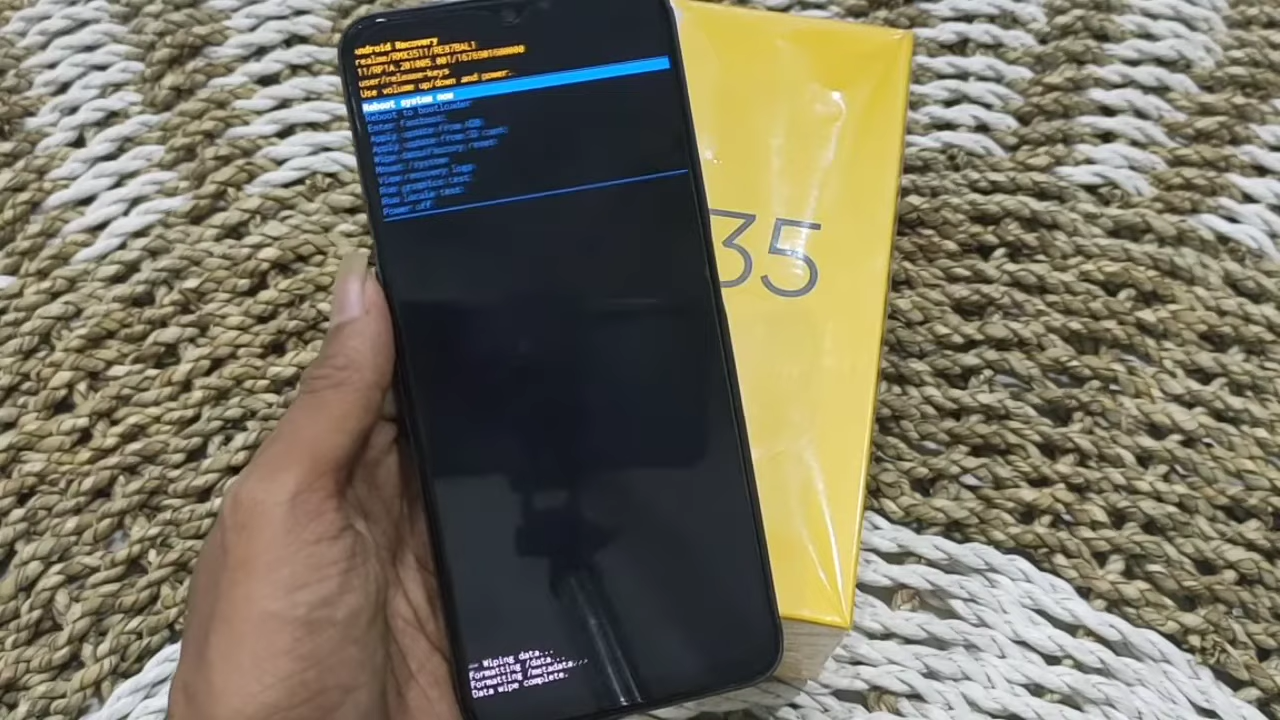 Android Recovery
realme/RMX3511/RE87BAL1
11/RP1A.201005.001/1676901600000
user/release-keys
Use volume up/down and power.
Reboot system now
Reboot to bootloader
Enter fastboot
Apply update from ADB
Apply update from SD card
Wipe data/factory reset
Mount /system
View recovery logs
Run graphics test
Run locale test
Power off
35
-- Wiping data...
Formatting /data...
Formatting /metadata...
Data wipe complete.